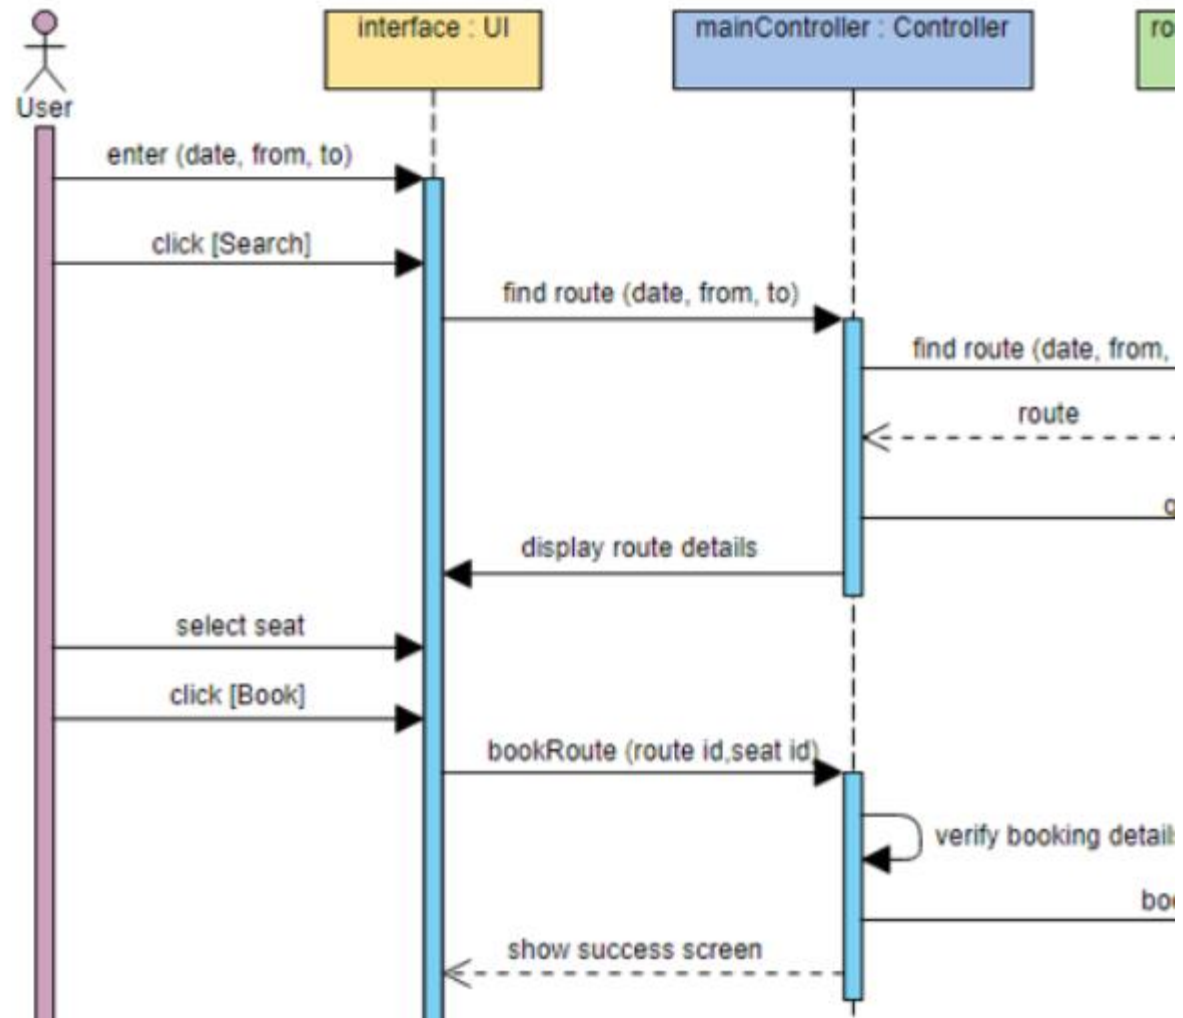 interface : UI
mainController : Controller
User
enter (date, from, to)
click [Search]
find route (date, from, to)
find route (date, from,
route
display route details
select seat
click [Book]
bookRoute (route id,seat id)
verify booking detail
show success screen